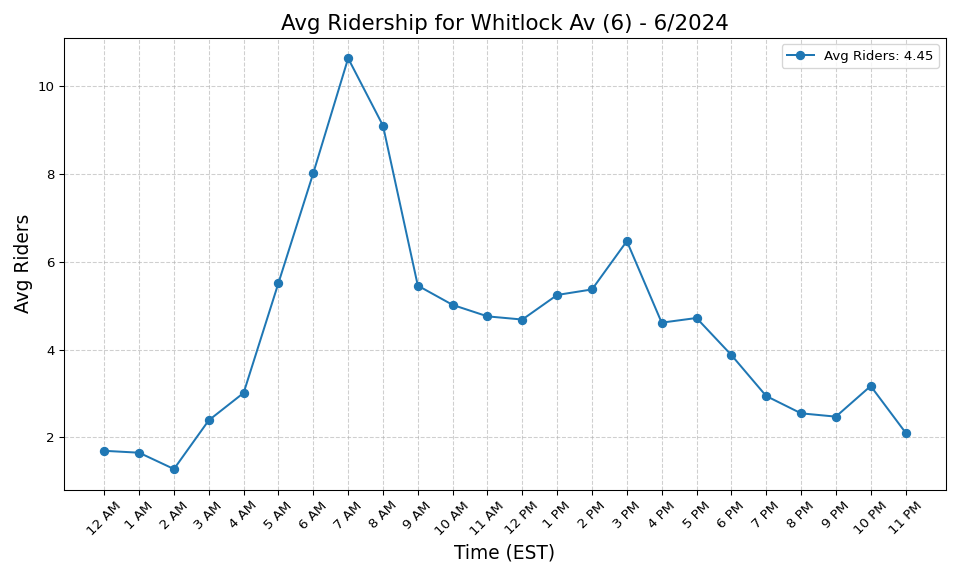 Avg Ridership for Whitlock Av (6) - 6/2024
Avg Riders: 4.45
Avg Riders
10
8
6
4
2
12 AM
1 AM
2 AM
3 AM
4 AM
5 AM
6 AM
7 AM
8 AM
9 AM
10 AM
11 AM
12 PM
1 PM
2 PM
3 PM
4 PM
5 PM
6 PM
7 PM
8 PM
9 PM
10 PM
11 PM
Time (EST)